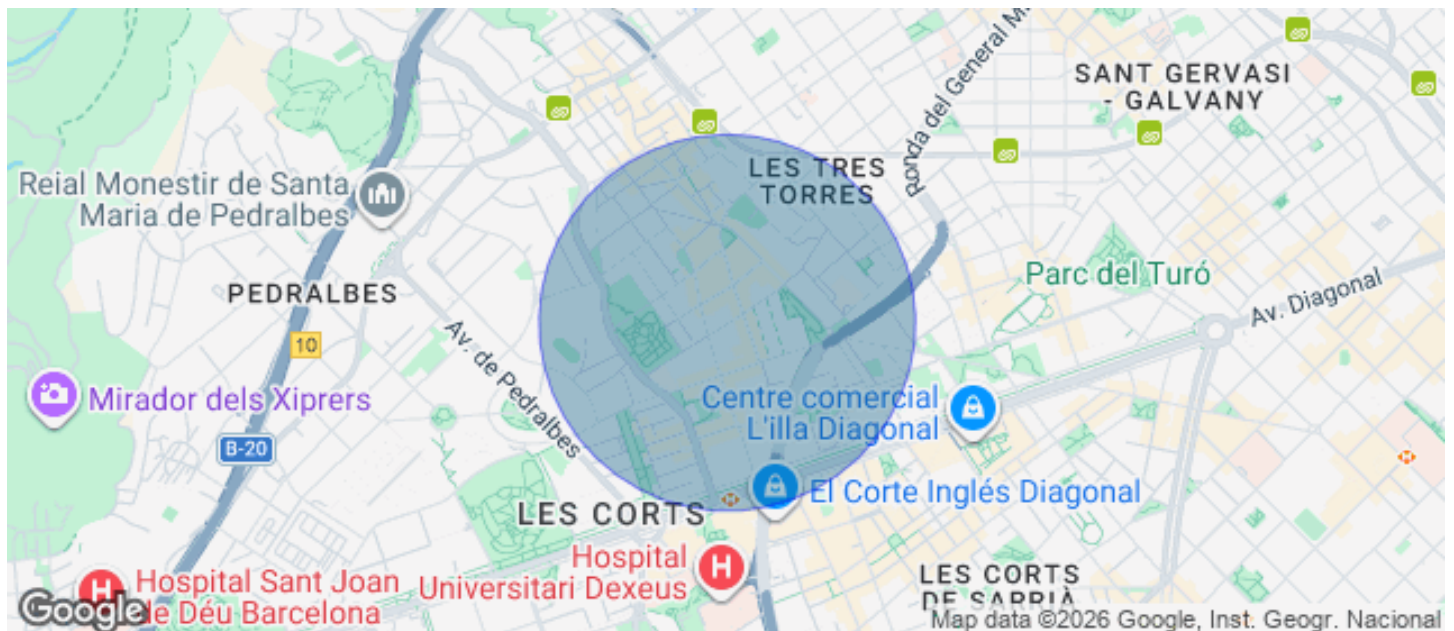 SANT GERVASI
- GALVANY
Ronda del General Mi
LES TRES
TORRES
Reial Monestir de Santa
Maria de Pedralbes
PEDRALBES
Parc del Turó
Av. Diagonal
10
Av. de Pedralbes
Mirador dels Xiprers
Centre comercial
L'illa Diagonal
B-20
El Corte Inglés Diagonal
LES CORTS
Hospital
Universitari Dexeus
LES CORTS
DE SARRIÀ
H
H
Hospital Sant Joan
de Déu Barcelona
Google
Map data ©2026 Google, Inst. Geogr. Nacional